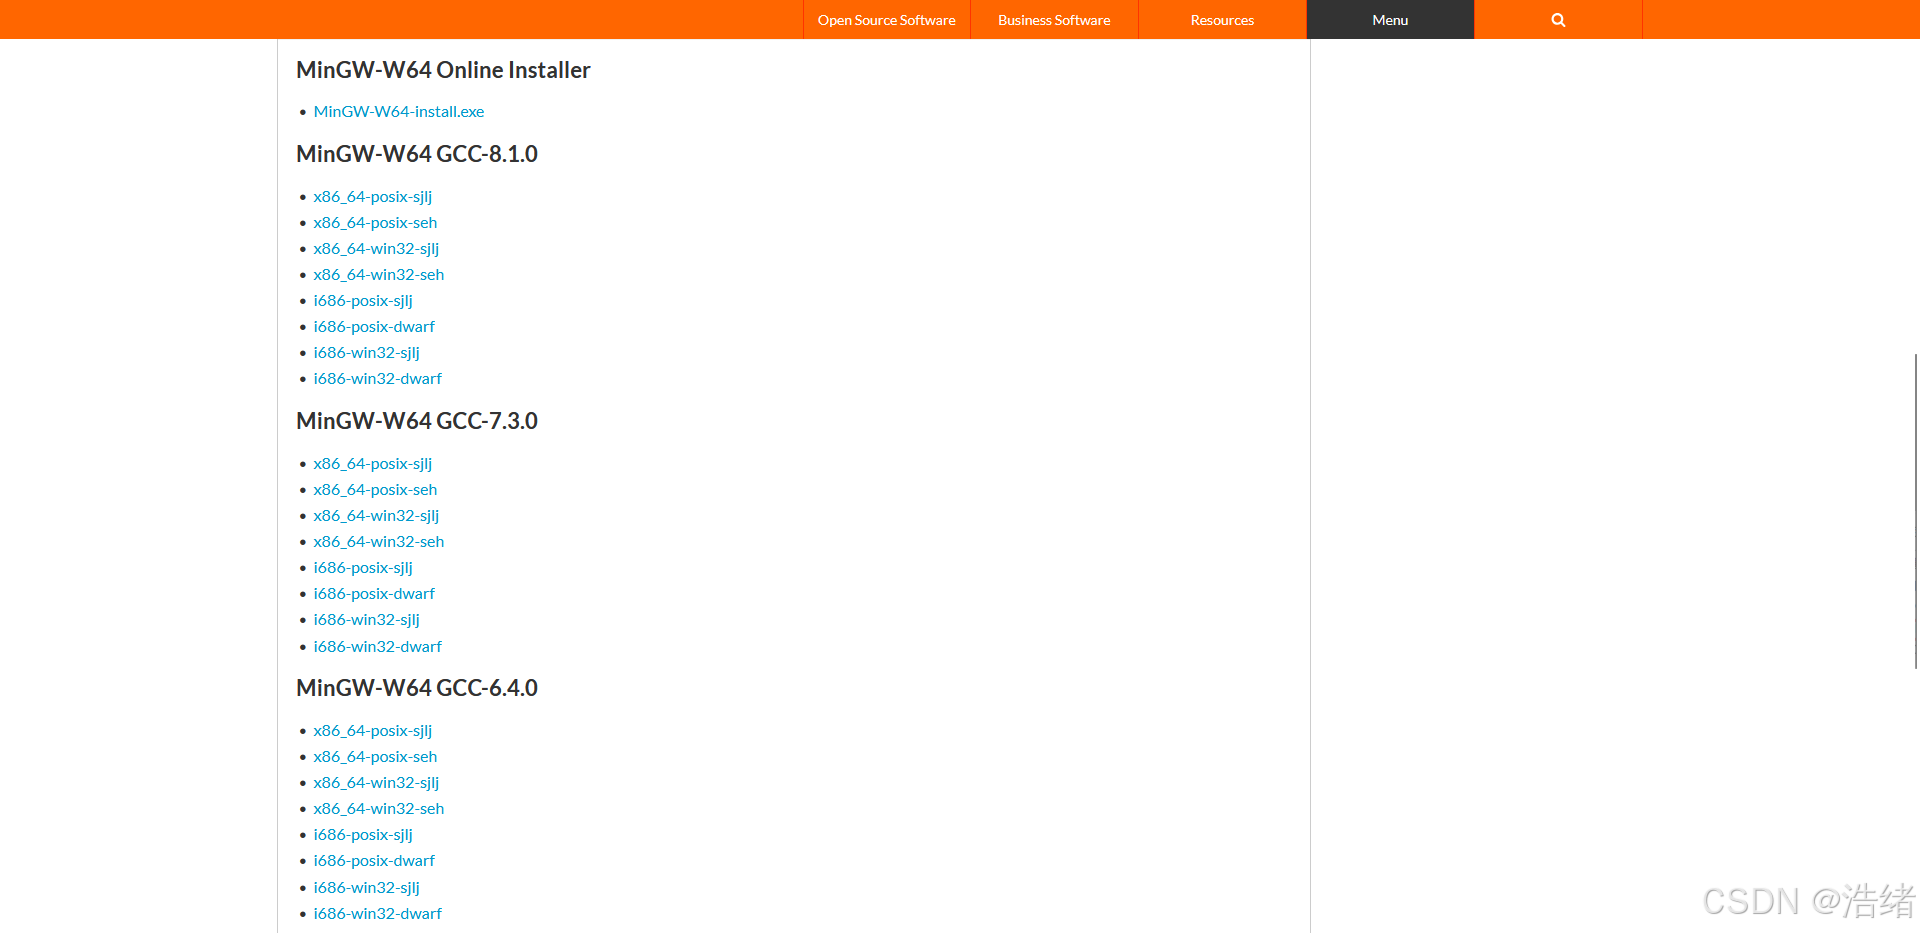 Open Source Software
Business Software
Resources
Menu
MinGW-W64 Online Installer
MinGW-W64-install.exe
MinGW-W64 GCC-8.1.0
x86_64-posix-sjlj
x86_64-posix-seh
x86_64-win32-sjlj
x86_64-win32-seh
i686-posix-sjlj
i686-posix-dwarf
i686-win32-sjlj
i686-win32-dwarf
MinGW-W64 GCC-7.3.0
x86_64-posix-sjlj
x86_64-posix-seh
x86_64-win32-sjlj
x86_64-win32-seh
i686-posix-sjlj
i686-posix-dwarf
i686-win32-sjlj
i686-win32-dwarf
MinGW-W64 GCC-6.4.0
x86_64-posix-sjlj
x86_64-posix-seh
x86_64-win32-sjlj
x86_64-win32-seh
i686-posix-sjlj
i686-posix-dwarf
i686-win32-sjlj
i686-win32-dwarf
CSDN @浩绪